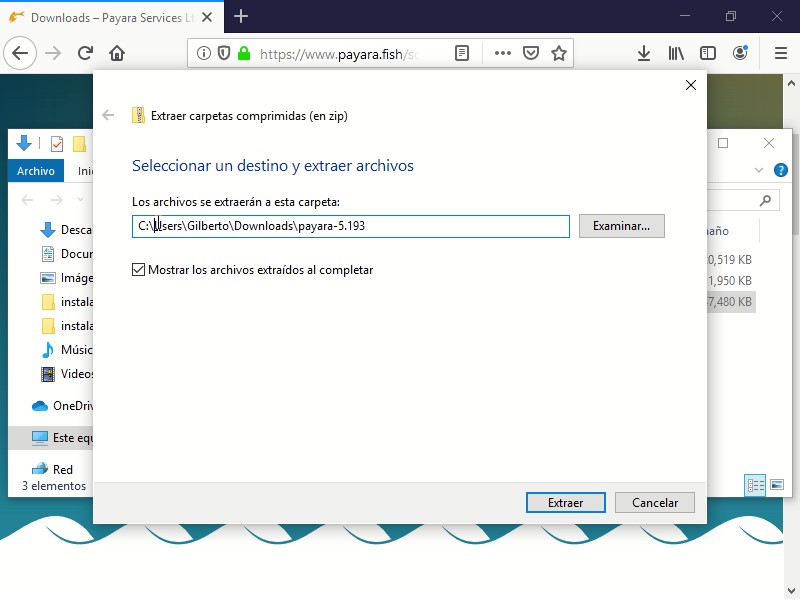 Downloads – Payara Services Lt
https://www.payara.fish/so
Extraer carpetas comprimidas (en zip)
Archivo
Ini
Seleccionar un destino y extraer archivos
Los archivos se extraerán a esta carpeta:
C:\Users\Gilberto\Downloads\payara-5.193
Examinar...
Mostrar los archivos extraídos al completar
Desca
Docur
Imáge
instala
instala
Músic
Videos
OneDriv
Este equ
Red
3 elementos
año
0,519 KB
1,950 KB
7,480 KB
Extraer
Cancelar